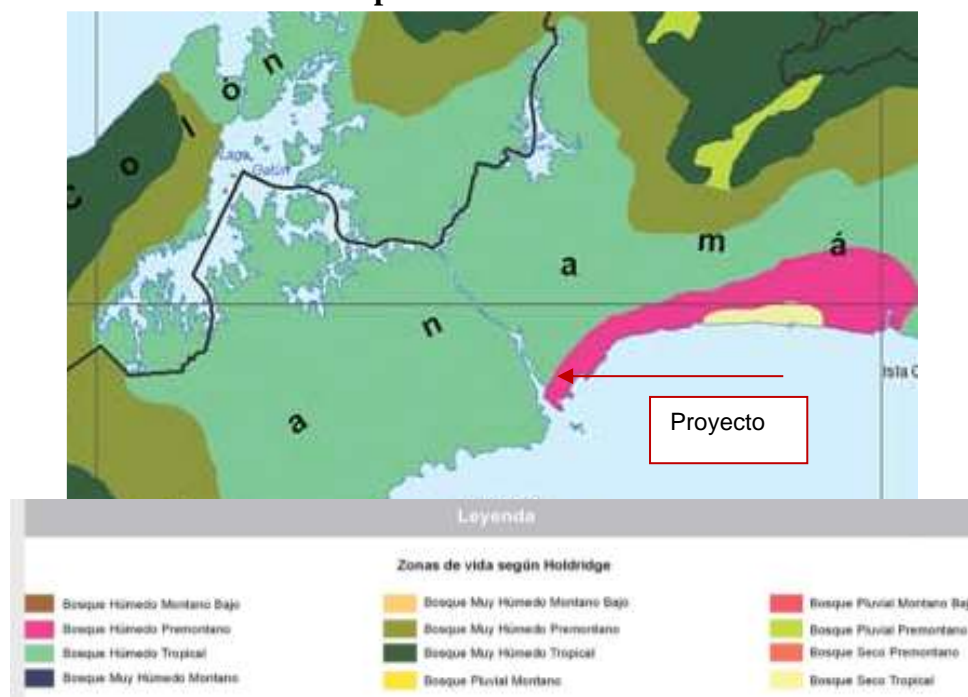 ó n
l
o
C
Lago
Gatún
a m á
n
a
Isla C
Proyecto
Leyenda
Zonas de vida según Holdridge
Bosque Húmedo Montano Bajo
Bosque Muy Húmedo Montano Bajo
Bosque Pluvial Montano Baj
Bosque Húmedo Premontano
Bosque Muy Húmedo Premontano
Bosque Pluvial Premontano
Bosque Húmedo Tropical
Bosque Muy Húmedo Tropical
Bosque Seco Premontano
Bosque Muy Húmedo Montano
Bosque Pluvial Montano
Bosque Seco Tropical